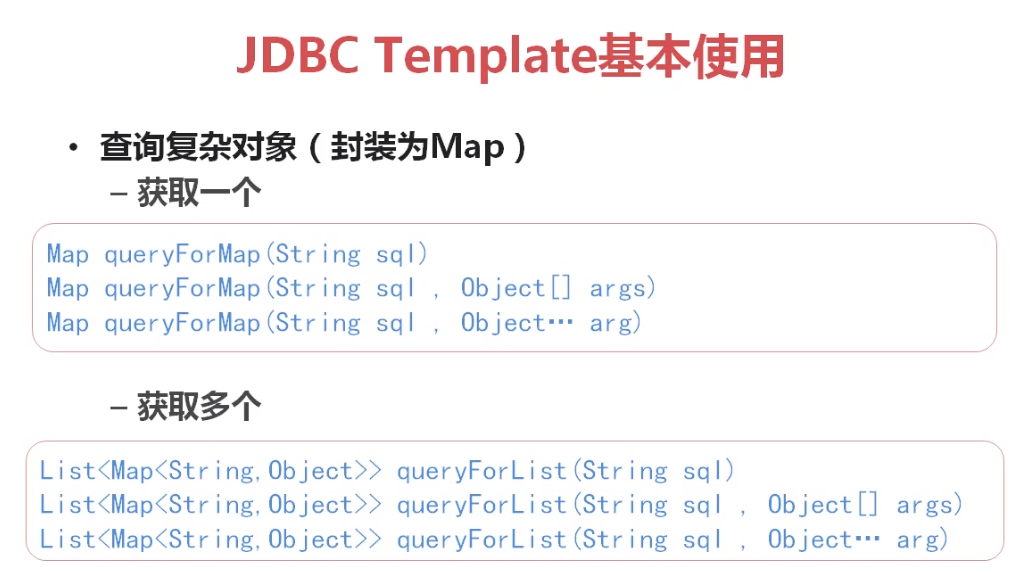 JDBC Template基本使用
• 查询复杂对象（封装为Map）
– 获取一个
Map queryForMap(String sql)
Map queryForMap(String sql , Object[] args)
Map queryForMap(String sql , Object… arg)
– 获取多个
List<Map<String,Object>> queryForList(String sql)
List<Map<String,Object>> queryForList(String sql , Object[] args)
List<Map<String,Object>> queryForList(String sql , Object… arg)